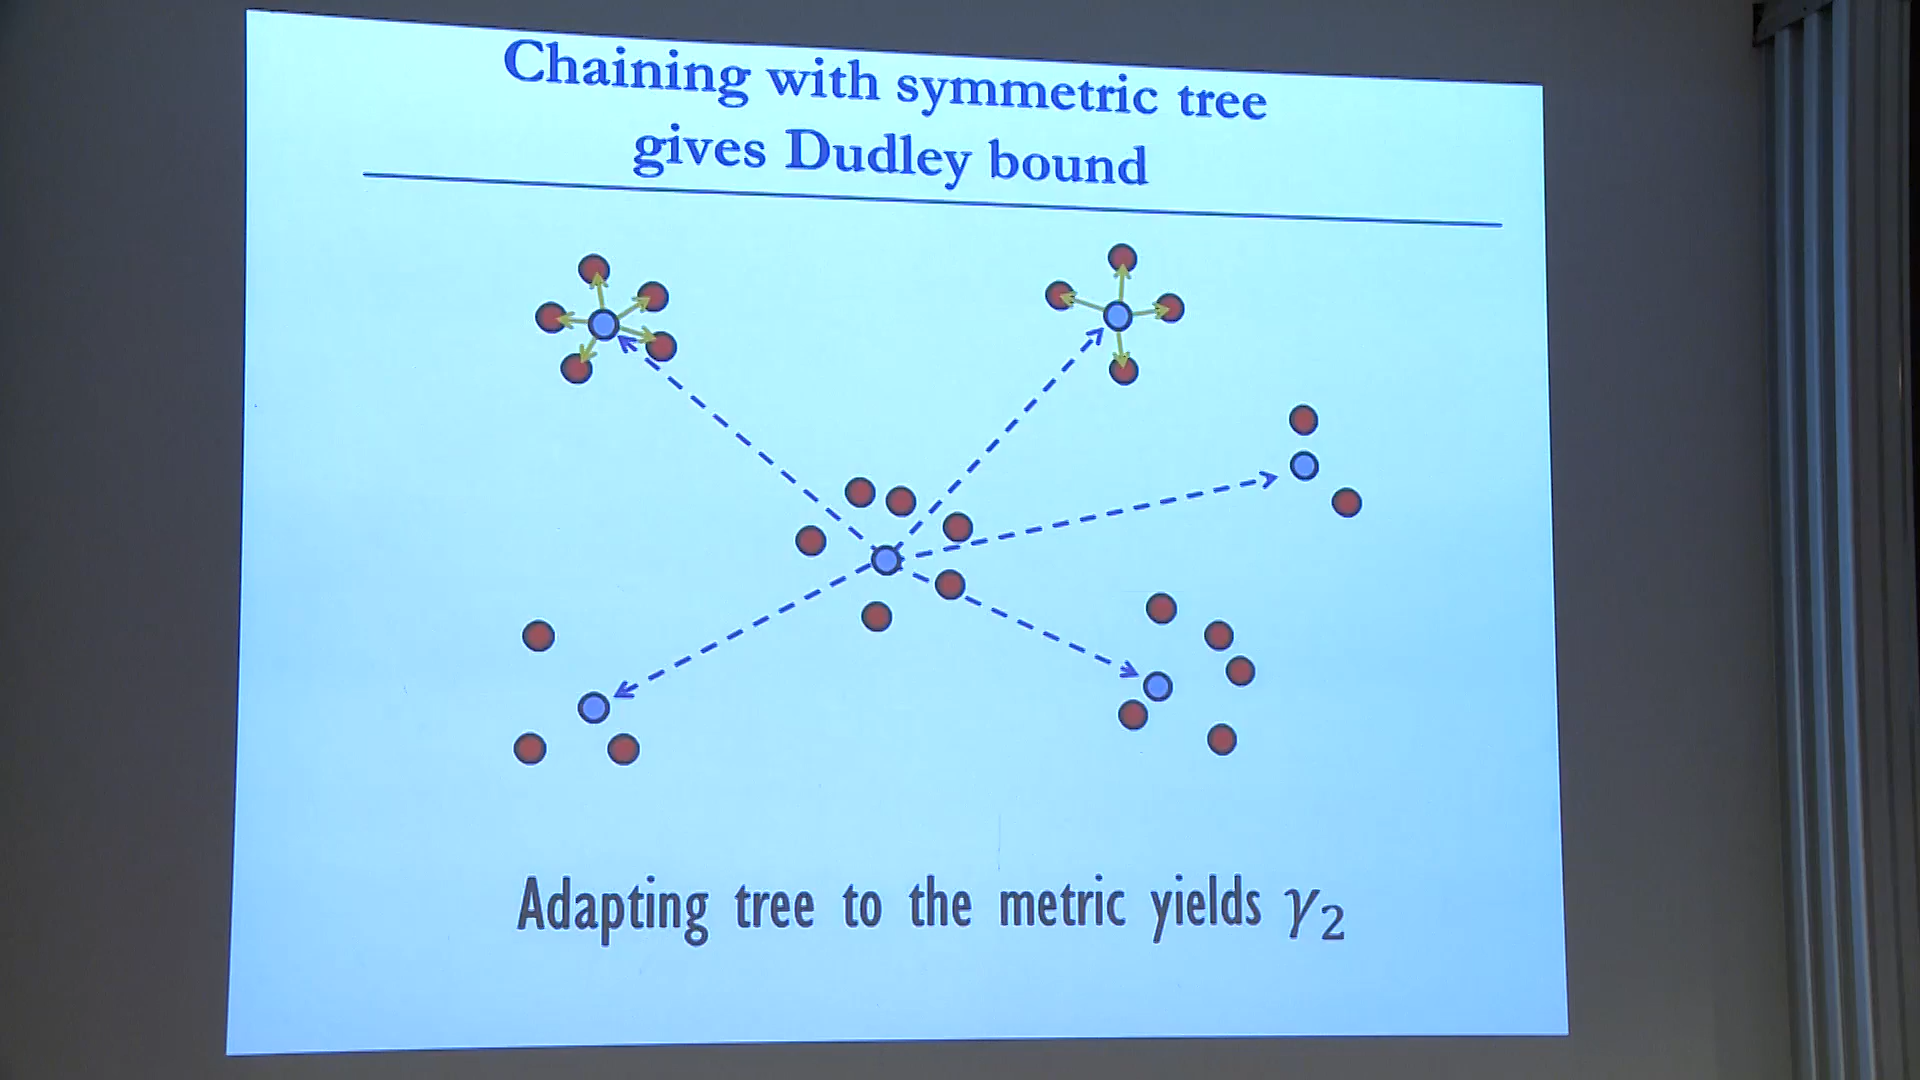 Chaining with symmetric tree
gives Dudley bound
Adapting tree to the metric yields γ₂